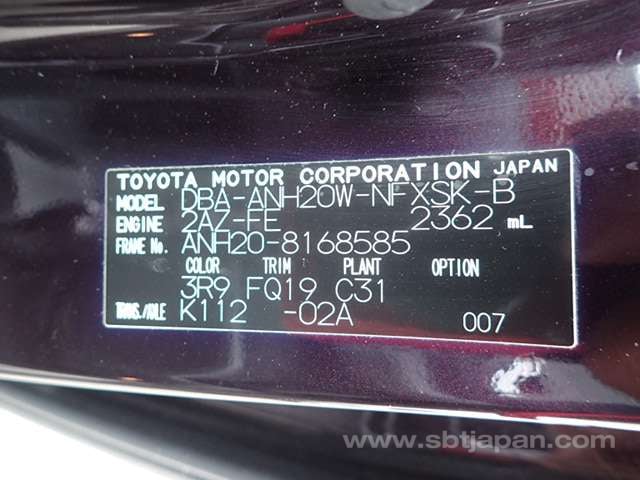 TOYOTA MOTOR CORPORATION JAPAN
MODEL DBA-ANH20W-NFXSK-B
ENGINE 2AZ-FE 2362 mL
FRAME No. ANH20-8168585
COLOR TRIM PLANT OPTION
3R9 FQ19 C31
TRANS./AXLE K112 -02A 007
www.sbtjapan.com